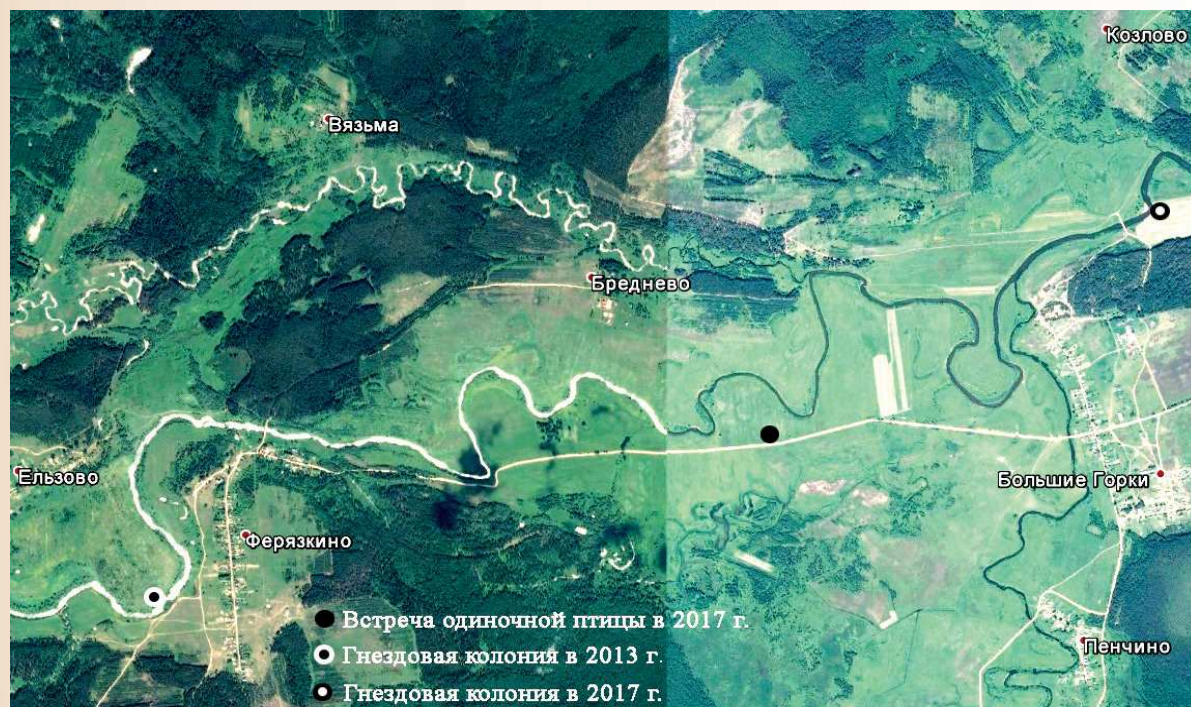 Козлово
Вязьма
Бреднево
Ельзово
Большие Горки
Ферязкино
Встреча одиночной птицы в 2017 г.
Гнездовая колония в 2013 г.
Пенчино
Гнездовая колония в 2017 г.